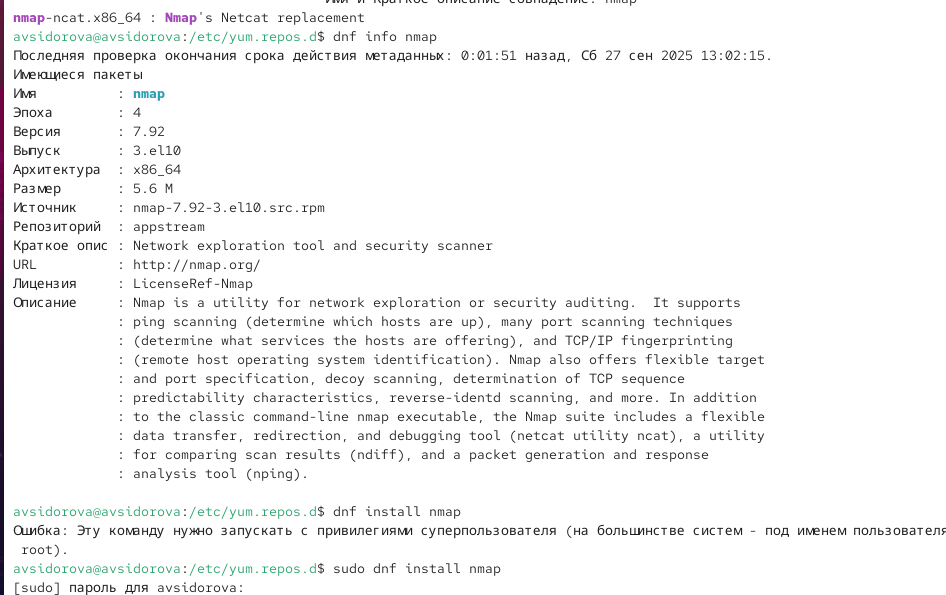 Имя и Краткое описание совпадение: nmap
nmap-ncat.x86_64 : Nmap's Netcat replacement
avsidorova@avsidorova:/etc/yum.repos.d$ dnf info nmap
Последняя проверка окончания срока действия метаданных: 0:01:51 назад, Сб 27 сен 2025 13:02:15.
Имеющиеся пакеты
Имя : nmap
Эпоха : 4
Версия : 7.92
Выпуск : 3.el10
Архитектура : x86_64
Размер : 5.6 M
Источник : nmap-7.92-3.el10.src.rpm
Репозиторий : appstream
Краткое опис : Network exploration tool and security scanner
URL : http://nmap.org/
Лицензия : LicenseRef-Nmap
Описание : Nmap is a utility for network exploration or security auditing.  It supports
: ping scanning (determine which hosts are up), many port scanning techniques
: (determine what services the hosts are offering), and TCP/IP fingerprinting
: (remote host operating system identification). Nmap also offers flexible target
: and port specification, decoy scanning, determination of TCP sequence
: predictability characteristics, reverse-identd scanning, and more. In addition
: to the classic command-line nmap executable, the Nmap suite includes a flexible
: data transfer, redirection, and debugging tool (netcat utility ncat), a utility
: for comparing scan results (ndiff), and a packet generation and response
: analysis tool (nping).
avsidorova@avsidorova:/etc/yum.repos.d$ dnf install nmap
Ошибка: Эту команду нужно запускать с привилегиями суперпользователя (на большинстве систем - под именем пользователя
root).
avsidorova@avsidorova:/etc/yum.repos.d$ sudo dnf install nmap
[sudo] пароль для avsidorova: